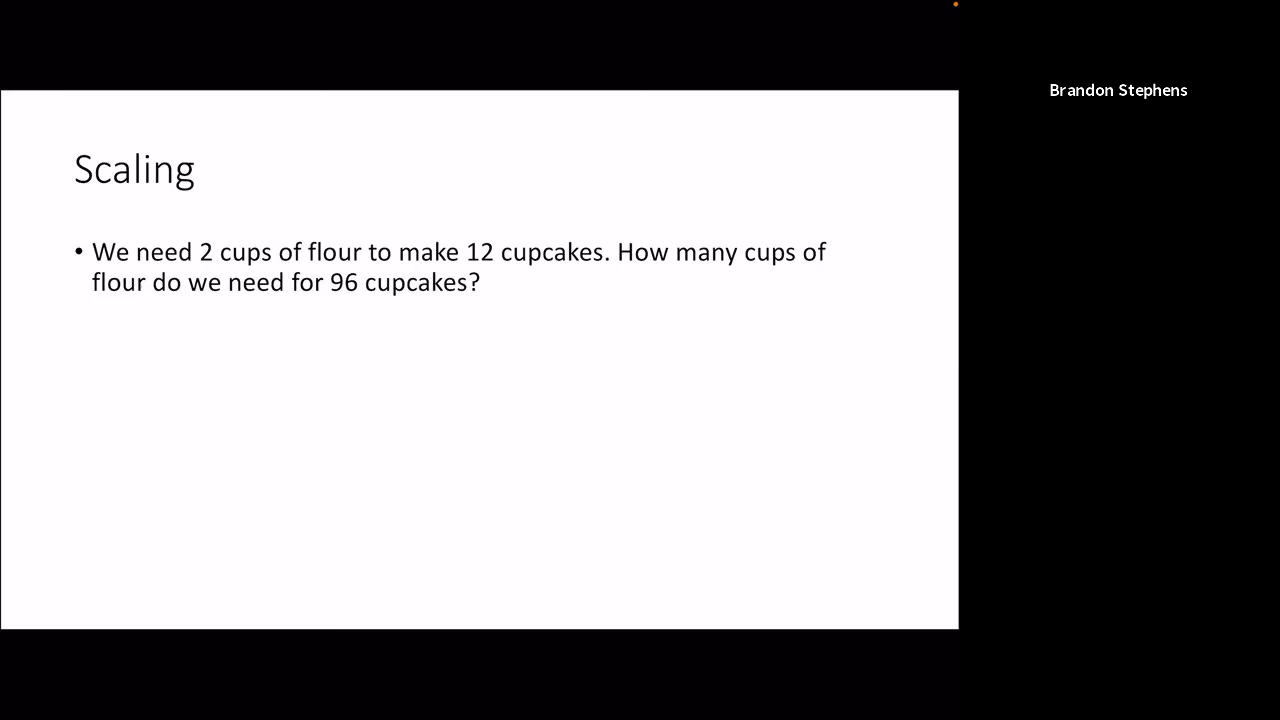 Brandon Stephens
Scaling
• We need 2 cups of flour to make 12 cupcakes. How many cups of
flour do we need for 96 cupcakes?